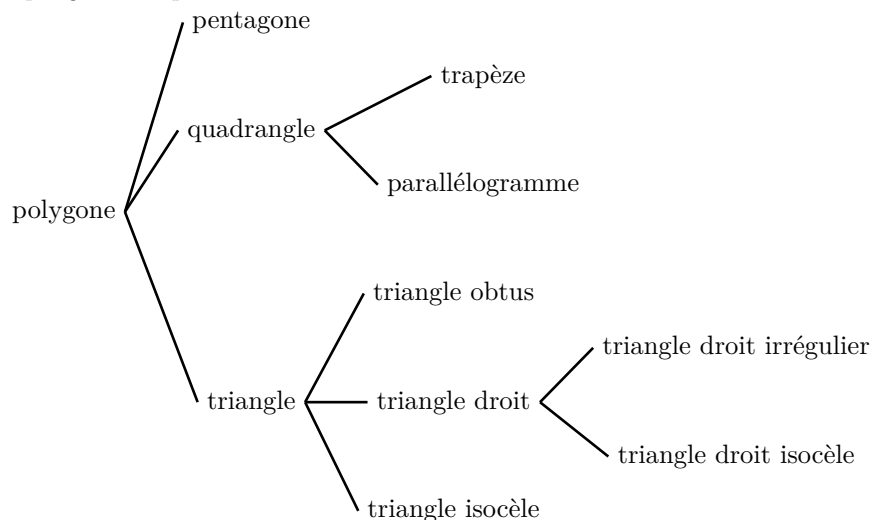 pentagone
trapèze
quadrangle
parallélogramme
polygone
triangle obtus
triangle droit irrégulier
triangle
triangle droit
triangle droit isocèle
triangle isocèle